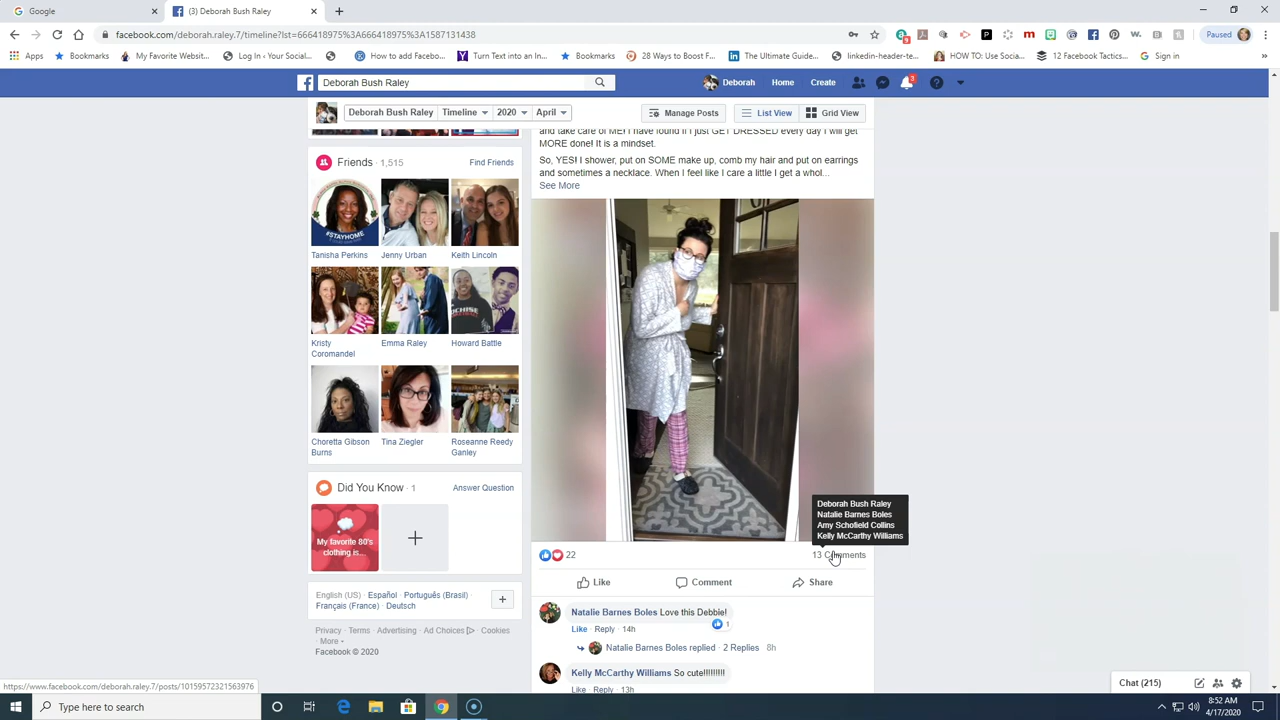 Google
(3) Deborah Bush Raley
facebook.com/deborah.raley.7/timeline?lst=666418975%3A666418975%3A1587131438
Paused
Apps
Bookmarks
My Favorite Websit...
Log In ‹ Your Social...
How to add Facebo...
Turn Text into an In...
Bookmarks
28 Ways to Boost F...
The Ultimate Guide...
linkedin-header-te...
HOW TO: Use Socia...
12 Facebook Tactics...
Sign in
Deborah Bush Raley
Deborah
Home
Create
3
Deborah Bush Raley
Timeline
2020
April
Manage Posts
List View
Grid View
and take care of ME! I have found if I just GET DRESSED every day I will get
MORE done! It is a mindset.
So, YES! I shower, put on SOME make up, comb my hair and put on earrings
and sometimes a necklace. When I feel like I care a little I get a whol...
See More
Friends · 1,515
Find Friends
#STAYHOME
Tanisha Perkins
Jenny Urban
Keith Lincoln
Kristy
Coromandel
Emma Raley
Howard Battle
Choretta Gibson
Burns
Tina Ziegler
Roseanne Reedy
Ganley
Did You Know · 1
Answer Question
My favorite 80's
clothing is...
English (US) · Español · Português (Brasil) ·
Français (France) · Deutsch
Privacy · Terms · Advertising · Ad Choices · Cookies
· More
Facebook © 2020
Deborah Bush Raley
Natalie Barnes Boles
Amy Schofield Collins
Kelly McCarthy Williams
22
13 Comments
Like
Comment
Share
Natalie Barnes Boles Love this Debbie!
1
Like · Reply · 14h
Natalie Barnes Boles replied · 2 Replies 8h
Kelly McCarthy Williams So cute!!!!!!!!!
Like · Reply · 13h
https://www.facebook.com/deborah.raley.7/posts/10159572321563976
Chat (215)
Type here to search
8:52 AM
4/17/2020